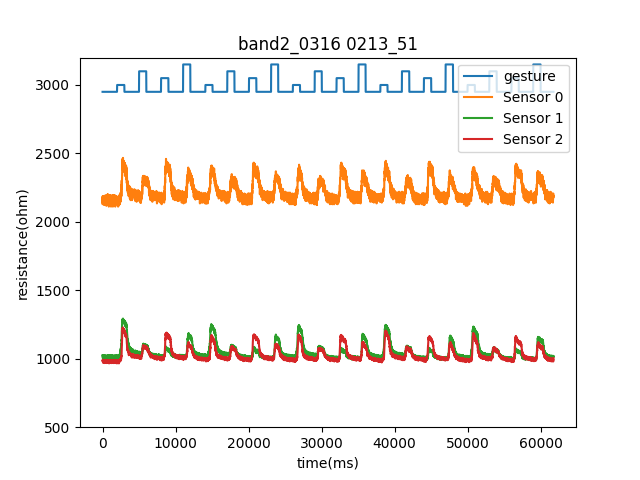 band2_0316 0213_51
gesture
Sensor 0
Sensor 1
Sensor 2
resistance(ohm)
3000
2500
2000
1500
1000
500
0
10000
20000
30000
40000
50000
60000
time(ms)